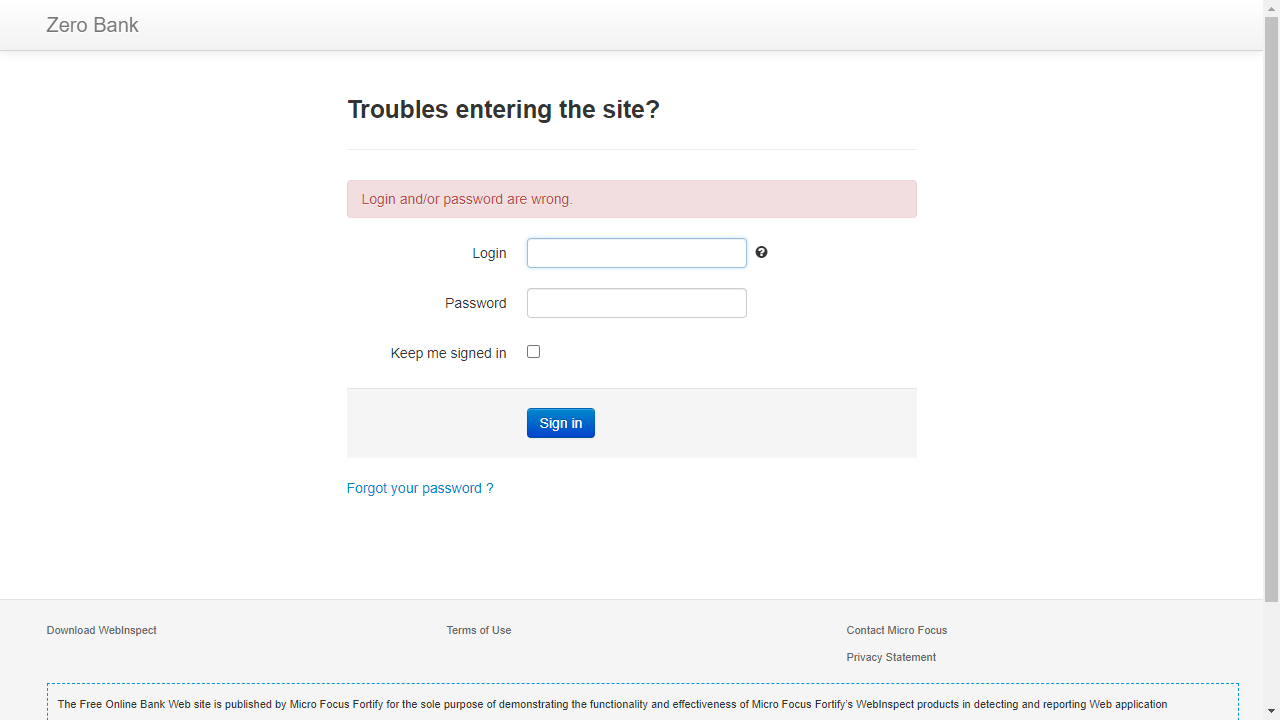 Zero Bank
Troubles entering the site?
Login and/or password are wrong.
Login
Password
Keep me signed in
Sign in
Forgot your password ?
Download WebInspect
Terms of Use
Contact Micro Focus
Privacy Statement
The Free Online Bank Web site is published by Micro Focus Fortify for the sole purpose of demonstrating the functionality and effectiveness of Micro Focus Fortify's WebInspect products in detecting and reporting Web application